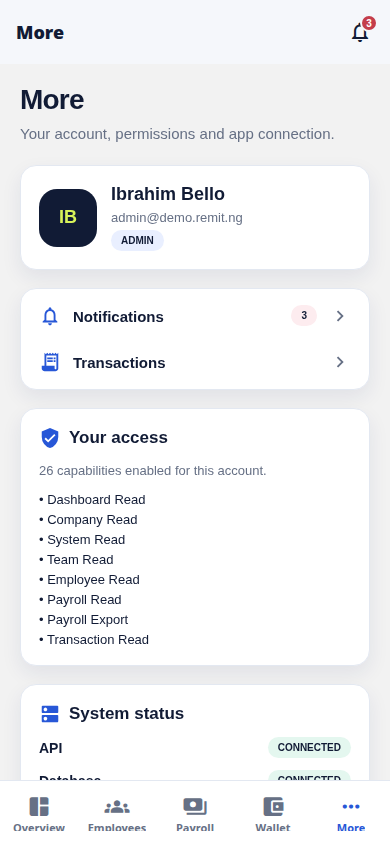 More
3
More
Your account, permissions and app connection.
IB
Ibrahim Bello
admin@demo.remit.ng
ADMIN
Notifications 3
Transactions
Your access
26 capabilities enabled for this account.
• Dashboard Read
• Company Read
• System Read
• Team Read
• Employee Read
• Payroll Read
• Payroll Export
• Transaction Read
System status
API CONNECTED
Database CONNECTED
Overview Employees Payroll Wallet More